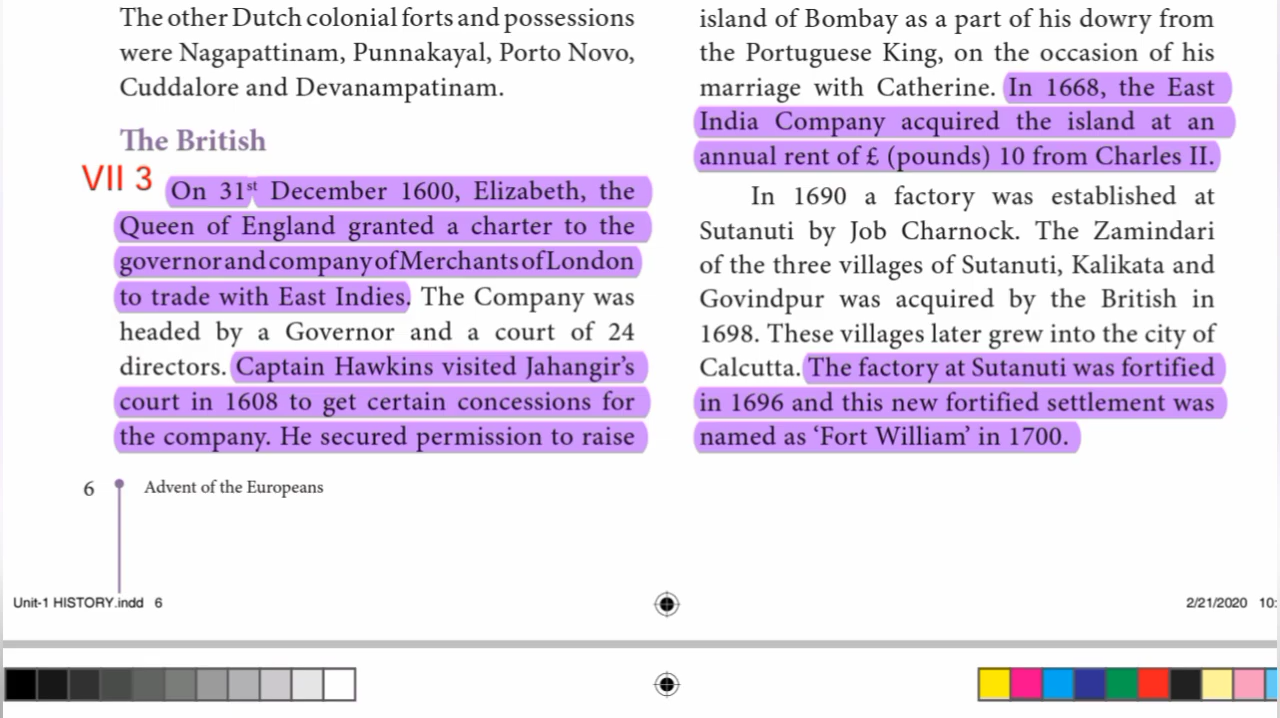 The other Dutch colonial forts and possessions
were Nagapattinam, Punnakayal, Porto Novo,
Cuddalore and Devanampatinam.
The British
VII 3
On 31st December 1600, Elizabeth, the
Queen of England granted a charter to the
governor and company of Merchants of London
to trade with East Indies. The Company was
headed by a Governor and a court of 24
directors. Captain Hawkins visited Jahangir's
court in 1608 to get certain concessions for
the company. He secured permission to raise
island of Bombay as a part of his dowry from
the Portuguese King, on the occasion of his
marriage with Catherine. In 1668, the East
India Company acquired the island at an
annual rent of £ (pounds) 10 from Charles II.
In 1690 a factory was established at
Sutanuti by Job Charnock. The Zamindari
of the three villages of Sutanuti, Kalikata and
Govindpur was acquired by the British in
1698. These villages later grew into the city of
Calcutta. The factory at Sutanuti was fortified
in 1696 and this new fortified settlement was
named as 'Fort William' in 1700.
6 Advent of the Europeans
Unit-1 HISTORY.indd 6
2/21/2020 10: